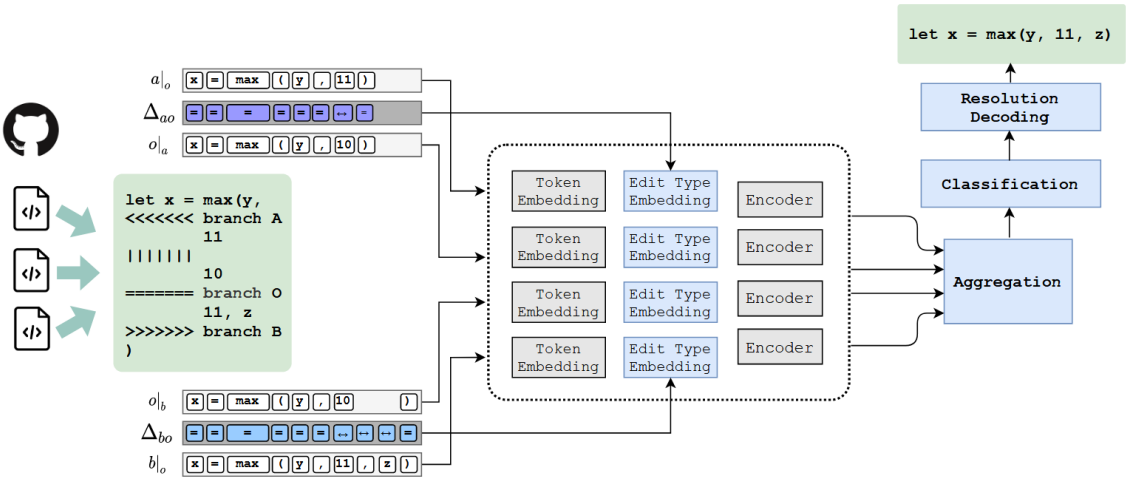 let x = max(y, 11, z)
Resolution
Decoding
Classification
Aggregation
a|ₒ x = max ( y , 11 )
Δₐₒ = = = = = = ↔ =
o|ₐ x = max ( y , 10 )
</>
</>
</>
let x = max(y,
<<<<<<< branch A
11
|||||||
10
======= branch O
11, z
>>>>>>> branch B
)
Token
Embedding
Edit Type
Embedding
Encoder
Token
Embedding
Edit Type
Embedding
Encoder
Token
Embedding
Edit Type
Embedding
Encoder
Token
Embedding
Edit Type
Embedding
Encoder
o|b x = max ( y , 10 )
Δbo = = = = = = ↔ ↔ ↔ =
b|ₒ x = max ( y , 11 , z )